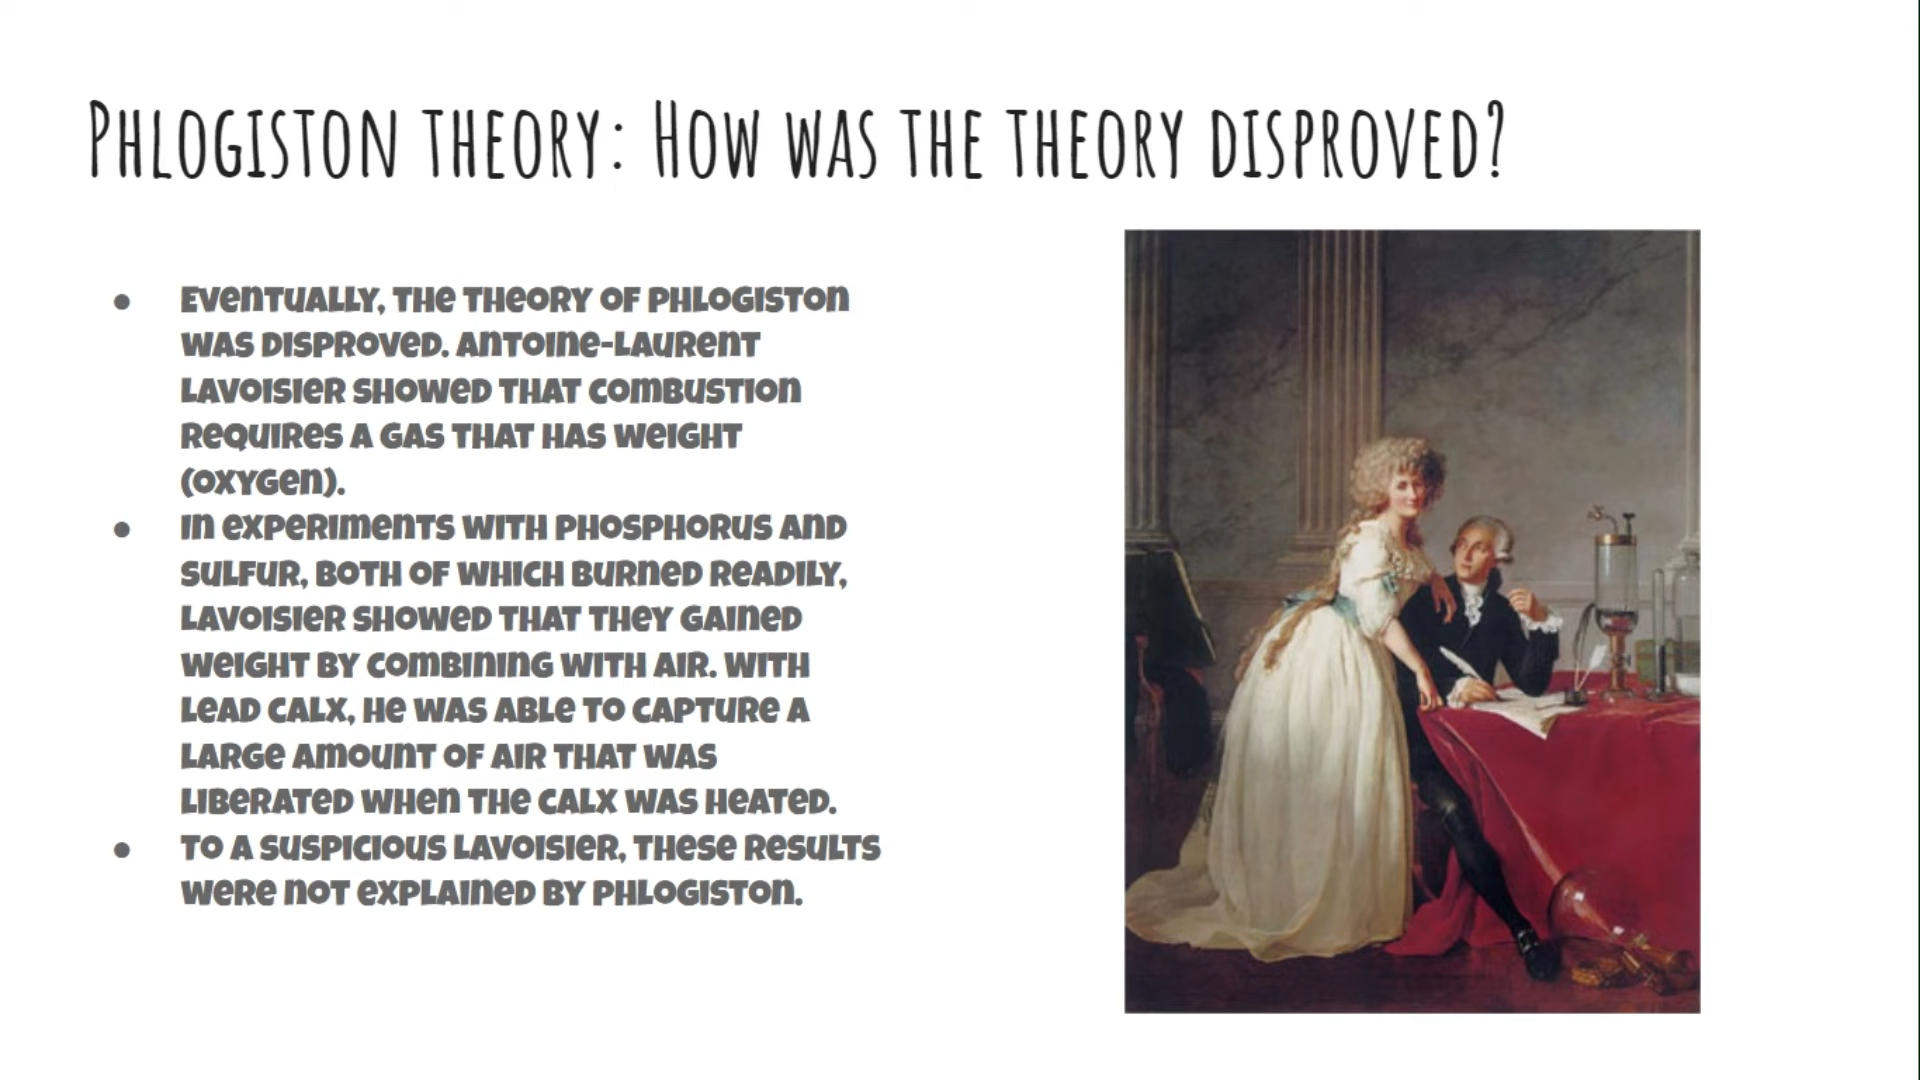 Phlogiston theory: How was the theory disproved?
Eventually, the theory of phlogiston
was disproved. Antoine-Laurent
Lavoisier showed that combustion
requires a gas that has weight
(oxygen).
In experiments with phosphorus and
sulfur, both of which burned readily,
Lavoisier showed that they gained
weight by combining with air. With
lead calx, he was able to capture a
large amount of air that was
liberated when the calx was heated.
To a suspicious Lavoisier, these results
were not explained by phlogiston.